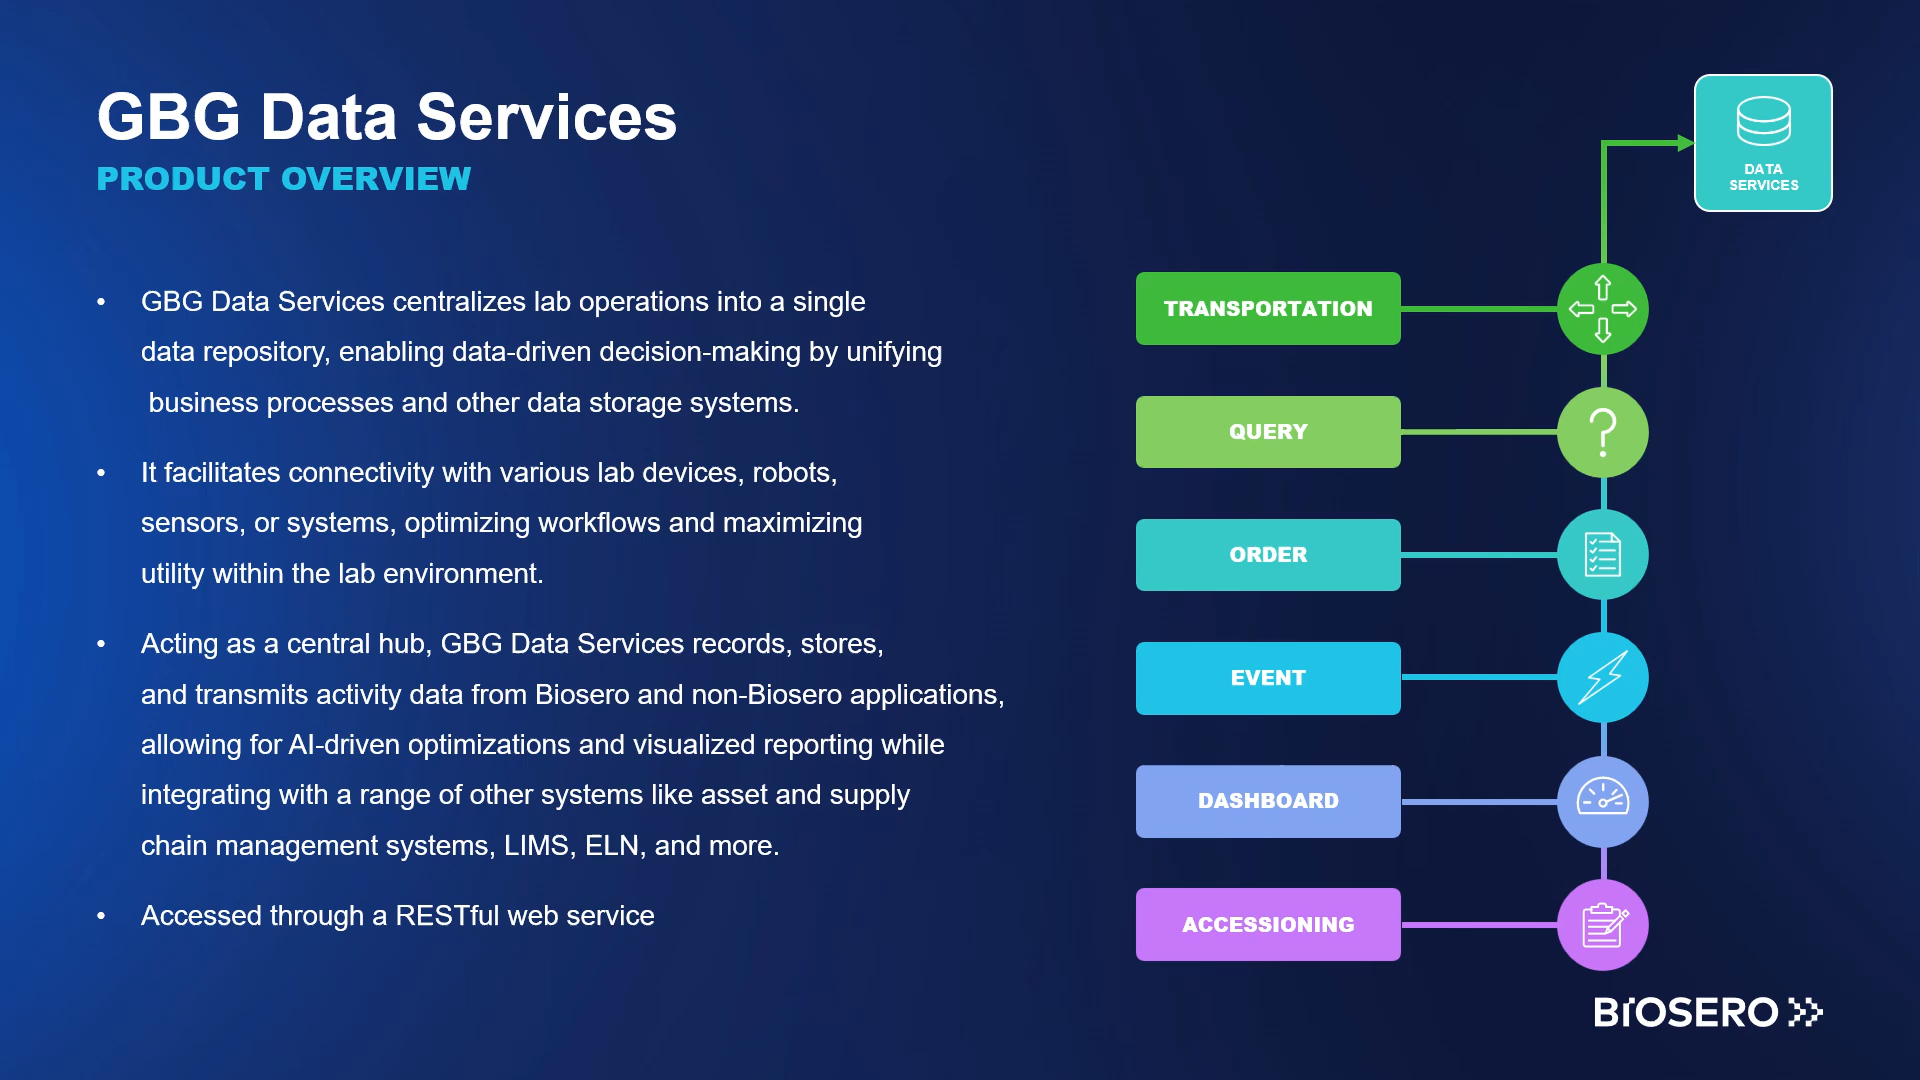 GBG Data Services
PRODUCT OVERVIEW
• GBG Data Services centralizes lab operations into a single
data repository, enabling data-driven decision-making by unifying
business processes and other data storage systems.
• It facilitates connectivity with various lab devices, robots,
sensors, or systems, optimizing workflows and maximizing
utility within the lab environment.
• Acting as a central hub, GBG Data Services records, stores,
and transmits activity data from Biosero and non-Biosero applications,
allowing for AI-driven optimizations and visualized reporting while
integrating with a range of other systems like asset and supply
chain management systems, LIMS, ELN, and more.
• Accessed through a RESTful web service
DATA
SERVICES
TRANSPORTATION
QUERY
ORDER
EVENT
DASHBOARD
ACCESSIONING
BIOSERO